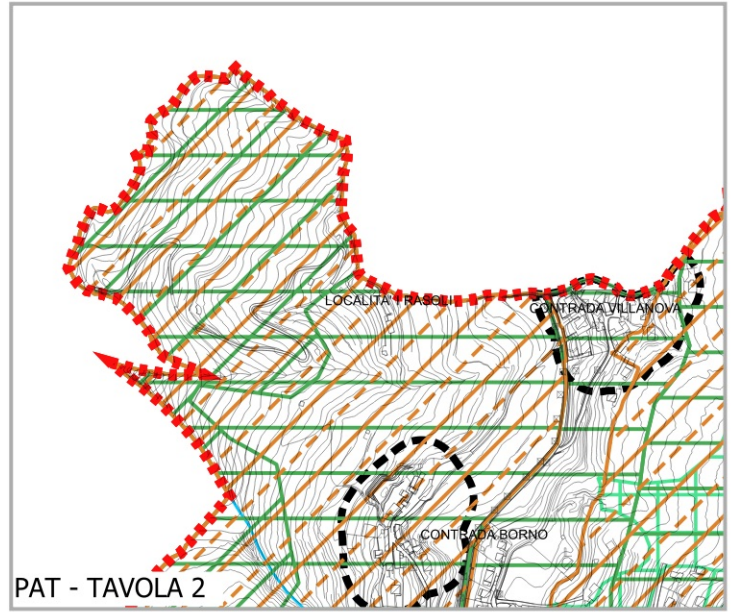 LOCALITA' I RASOLI
CONTRADA VILLANOVA
CONTRADA BORNO
PAT - TAVOLA 2